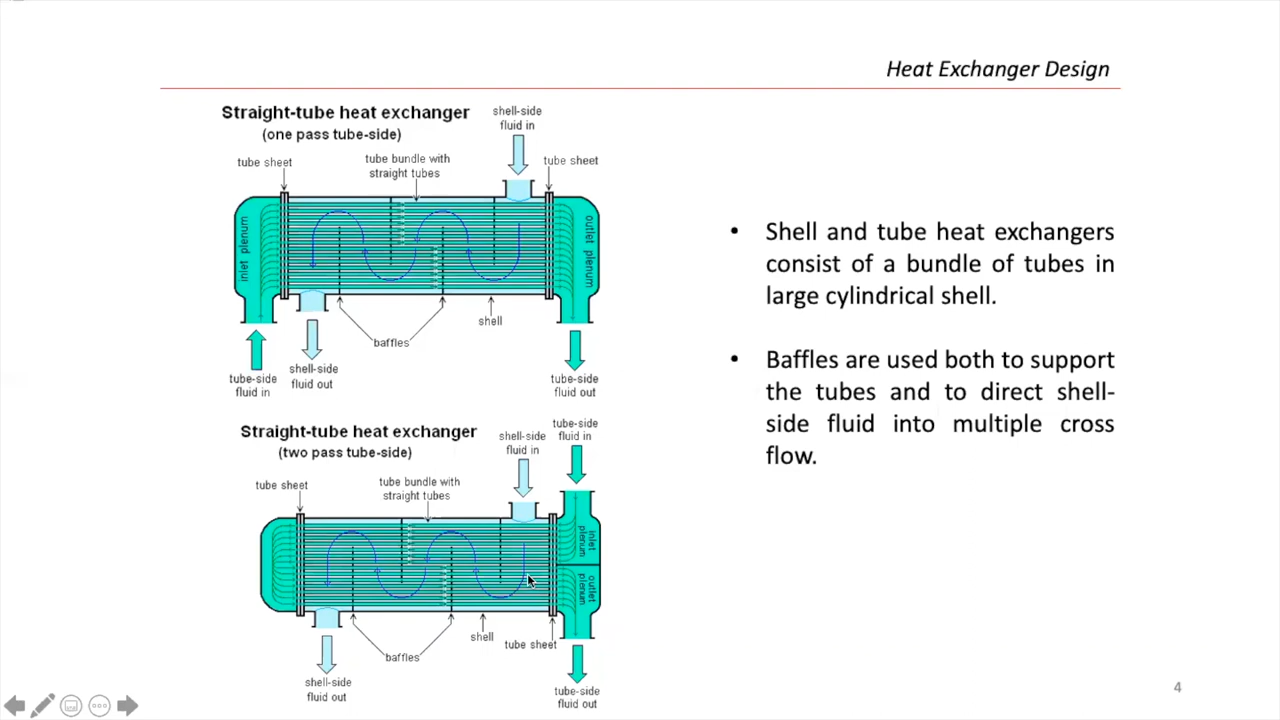 Heat Exchanger Design
Straight-tube heat exchanger
(one pass tube-side)
shell-side
fluid in
tube sheet
tube bundle with
straight tubes
tube sheet
inlet plenum
outlet plenum
shell
baffles
tube-side
fluid in
shell-side
fluid out
tube-side
fluid out
Straight-tube heat exchanger
(two pass tube-side)
shell-side
fluid in
tube-side
fluid in
tube sheet
tube bundle with
straight tubes
inlet
plenum
outlet
plenum
shell
tube sheet
baffles
shell-side
fluid out
tube-side
fluid out
• Shell and tube heat exchangers
consist of a bundle of tubes in
large cylindrical shell.
• Baffles are used both to support
the tubes and to direct shell-
side fluid into multiple cross
flow.
4